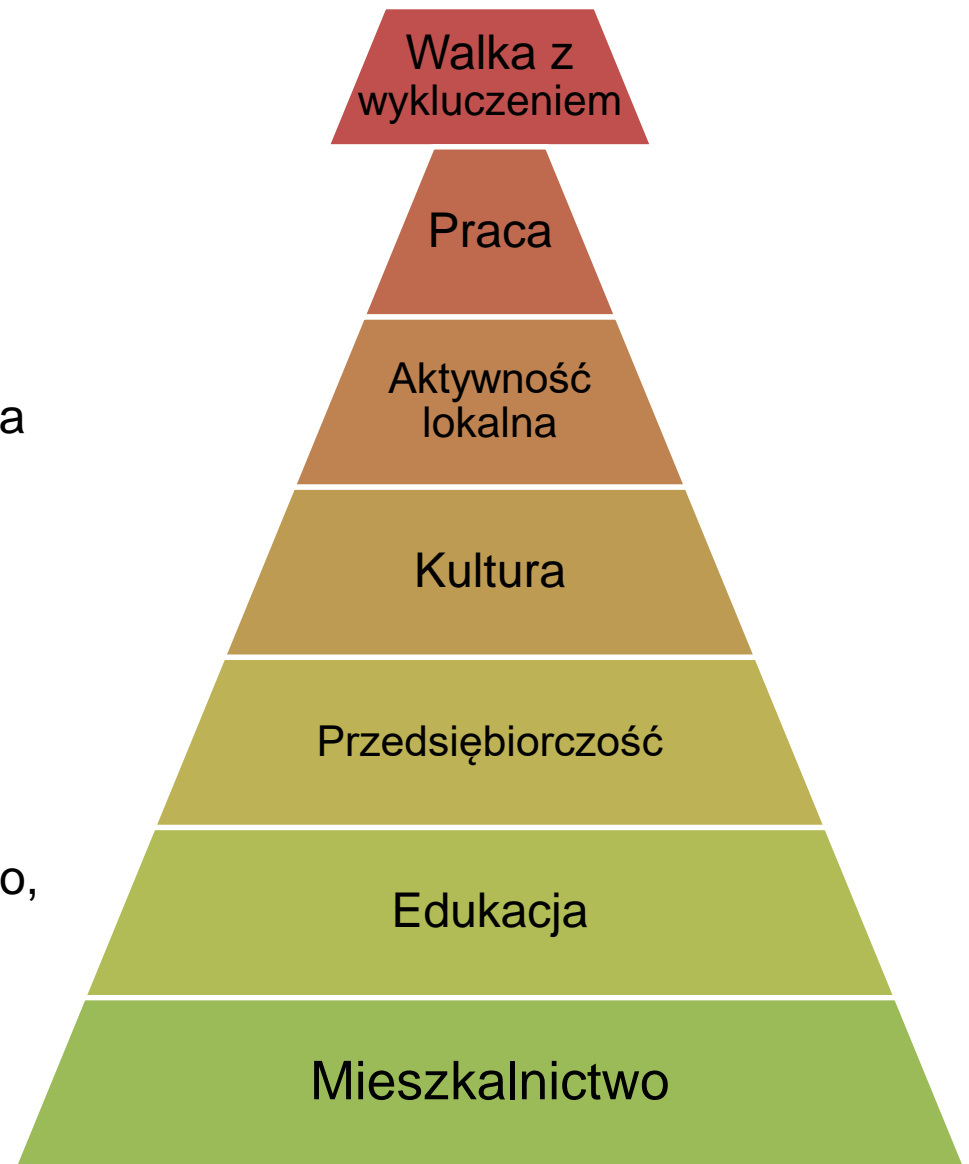 Walka z
wykluczeniem
Praca
Aktywność
lokalna
a
Kultura
Przedsiębiorczość
o,
Edukacja
Mieszkalnictwo